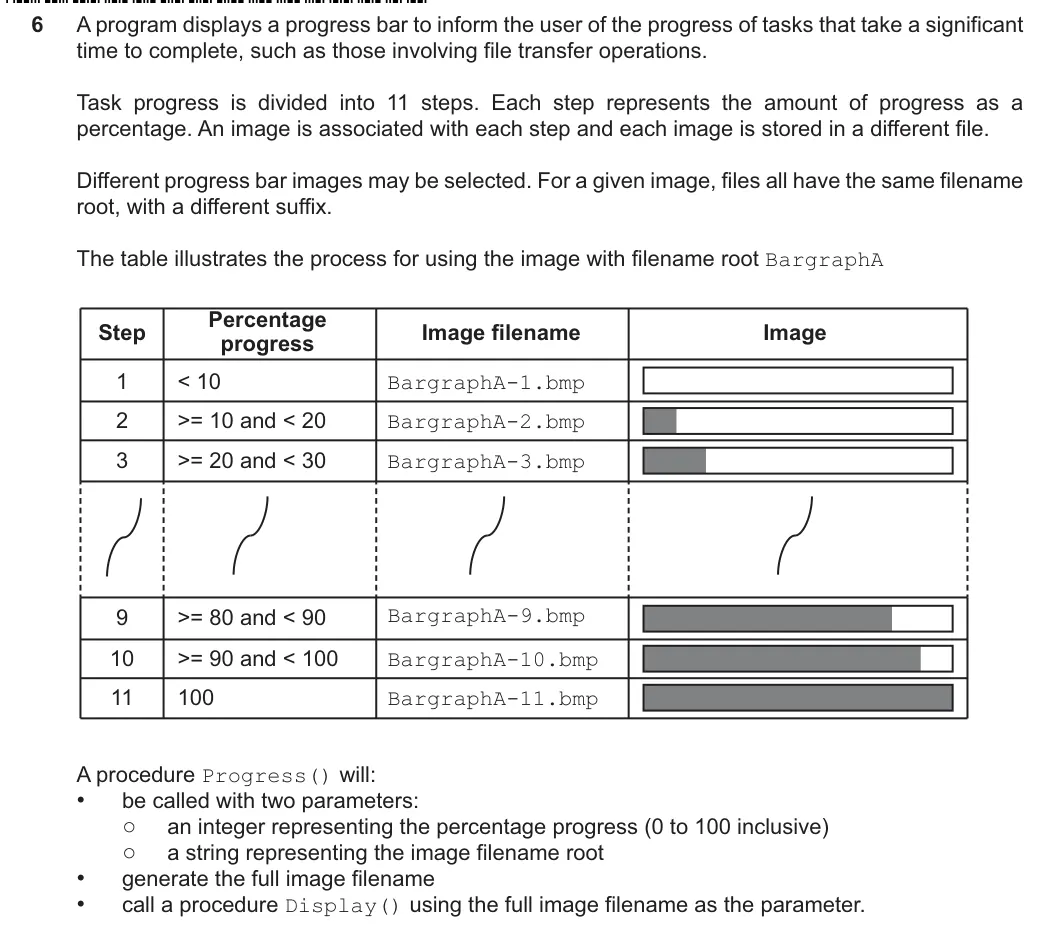 6 A program displays a progress bar to inform the user of the progress of tasks that take a significant
time to complete, such as those involving file transfer operations.
Task progress is divided into 11 steps. Each step represents the amount of progress as a
percentage. An image is associated with each step and each image is stored in a different file.
Different progress bar images may be selected. For a given image, files all have the same filename
root, with a different suffix.
The table illustrates the process for using the image with filename root BargraphA
Step Percentage progress Image filename Image
1 < 10 BargraphA-1.bmp
2 >= 10 and < 20 BargraphA-2.bmp
3 >= 20 and < 30 BargraphA-3.bmp
9 >= 80 and < 90 BargraphA-9.bmp
10 >= 90 and < 100 BargraphA-10.bmp
11 100 BargraphA-11.bmp
A procedure Progress() will:
• be called with two parameters:
○ an integer representing the percentage progress (0 to 100 inclusive)
○ a string representing the image filename root
• generate the full image filename
• call a procedure Display() using the full image filename as the parameter.